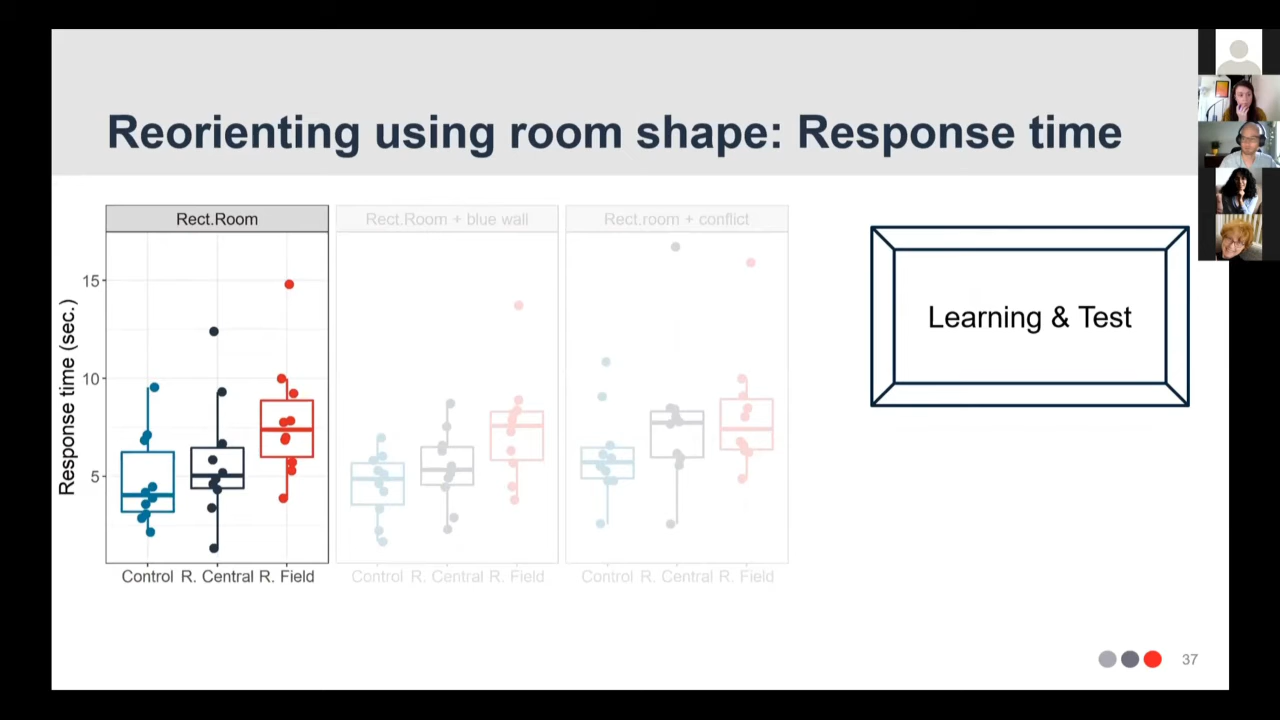 Reorienting using room shape: Response time
Rect.Room
Rect.Room + blue wall
Rect.room + conflict
Response time (sec.)
15
10
5
Control R. Central R. Field
Control R. Central R. Field
Control R. Central R. Field
Learning & Test
37